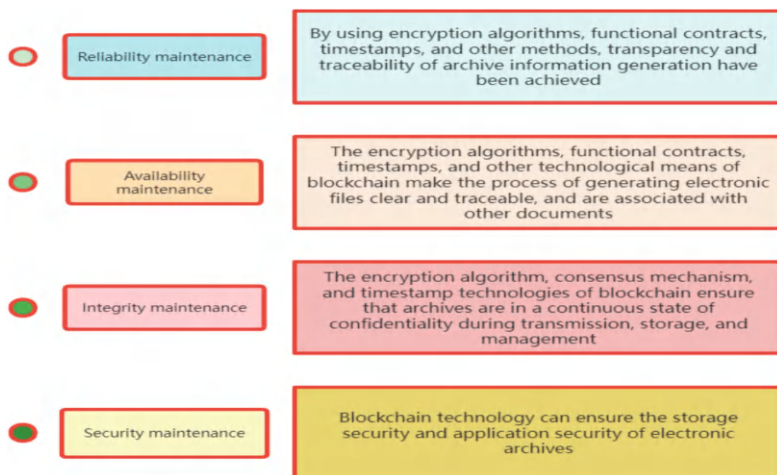 Reliability maintenance
By using encryption algorithms, functional contracts,
timestamps, and other methods, transparency and
traceability of archive information generation have
been achieved
Availability
maintenance
The encryption algorithms, functional contracts,
timestamps, and other technological means of
blockchain make the process of generating electronic
files clear and traceable, and are associated with
other documents
Integrity maintenance
The encryption algorithm, consensus mechanism,
and timestamp technologies of blockchain ensure
that archives are in a continuous state of
confidentiality during transmission, storage, and
management
Security maintenance
Blockchain technology can ensure the storage
security and application security of electronic
archives